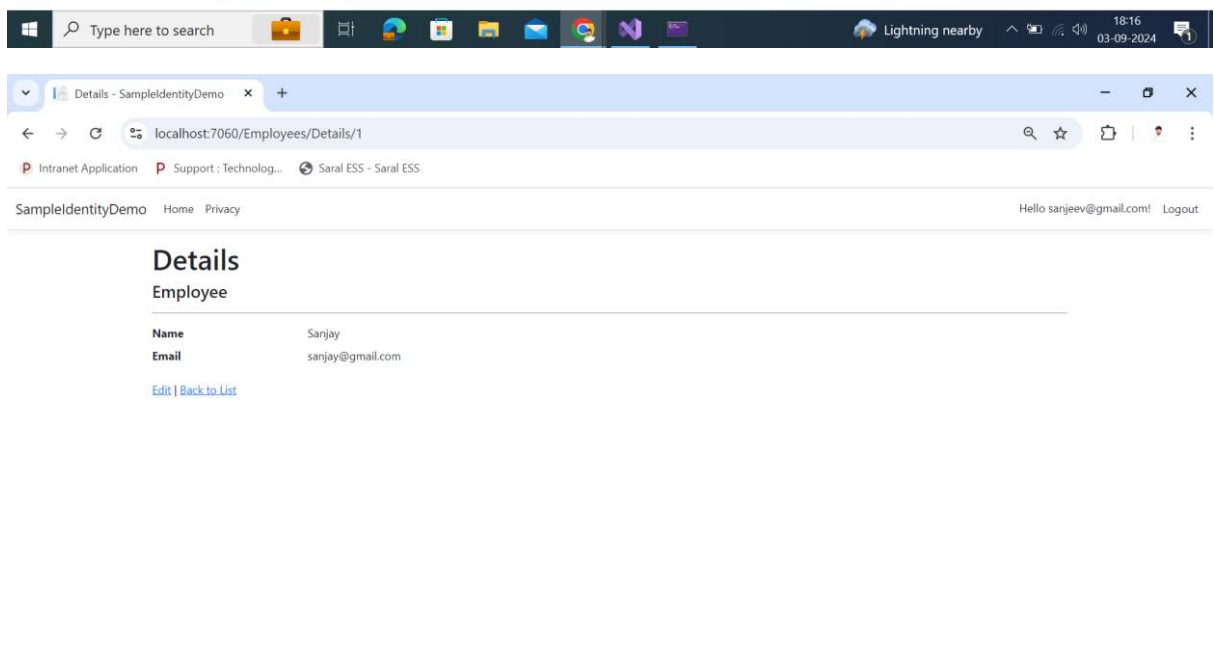 Type here to search
Lightning nearby
18:16
03-09-2024
1
Details - SampleIdentityDemo
localhost:7060/Employees/Details/1
P Intranet Application P Support : Technolog... Saral ESS - Saral ESS
SampleIdentityDemo Home Privacy Hello sanjeev@gmail.com! Logout
Details
Employee
Name Sanjay
Email sanjay@gmail.com
Edit | Back to List